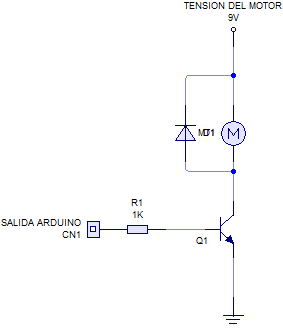 TENSION DEL MOTOR
9V
M
R1
1K
SALIDA ARDUINO
CN1
Q1